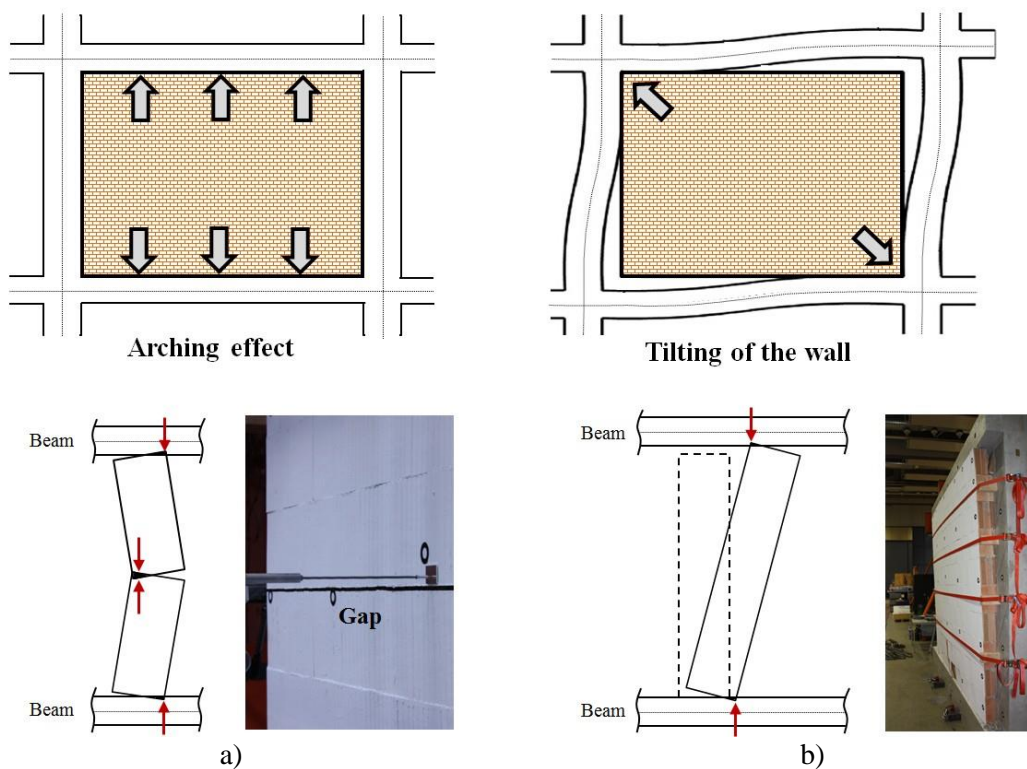 Arching effect
Tilting of the wall
Beam
Gap
Beam
a)
Beam
Beam
b)